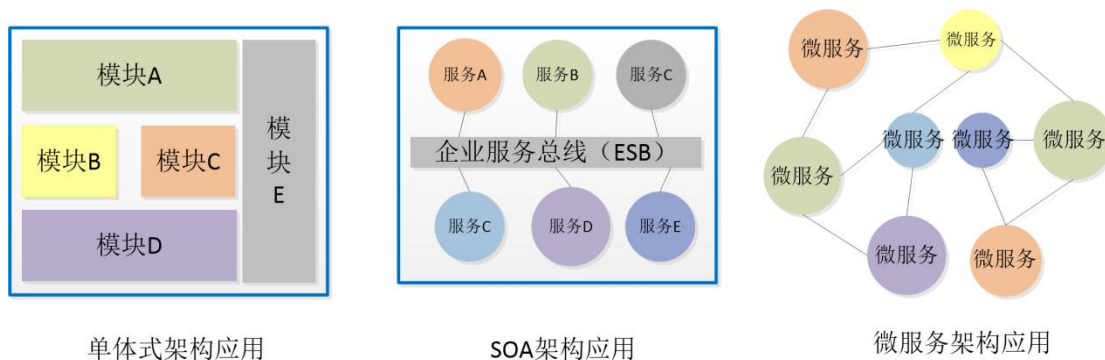 模块A
模块B
模块C
模块D
模块E
单体式架构应用
服务A
服务B
服务C
企业服务总线（ESB）
服务C
服务D
服务E
SOA架构应用
微服务
微服务
微服务
微服务
微服务
微服务
微服务
微服务
微服务架构应用